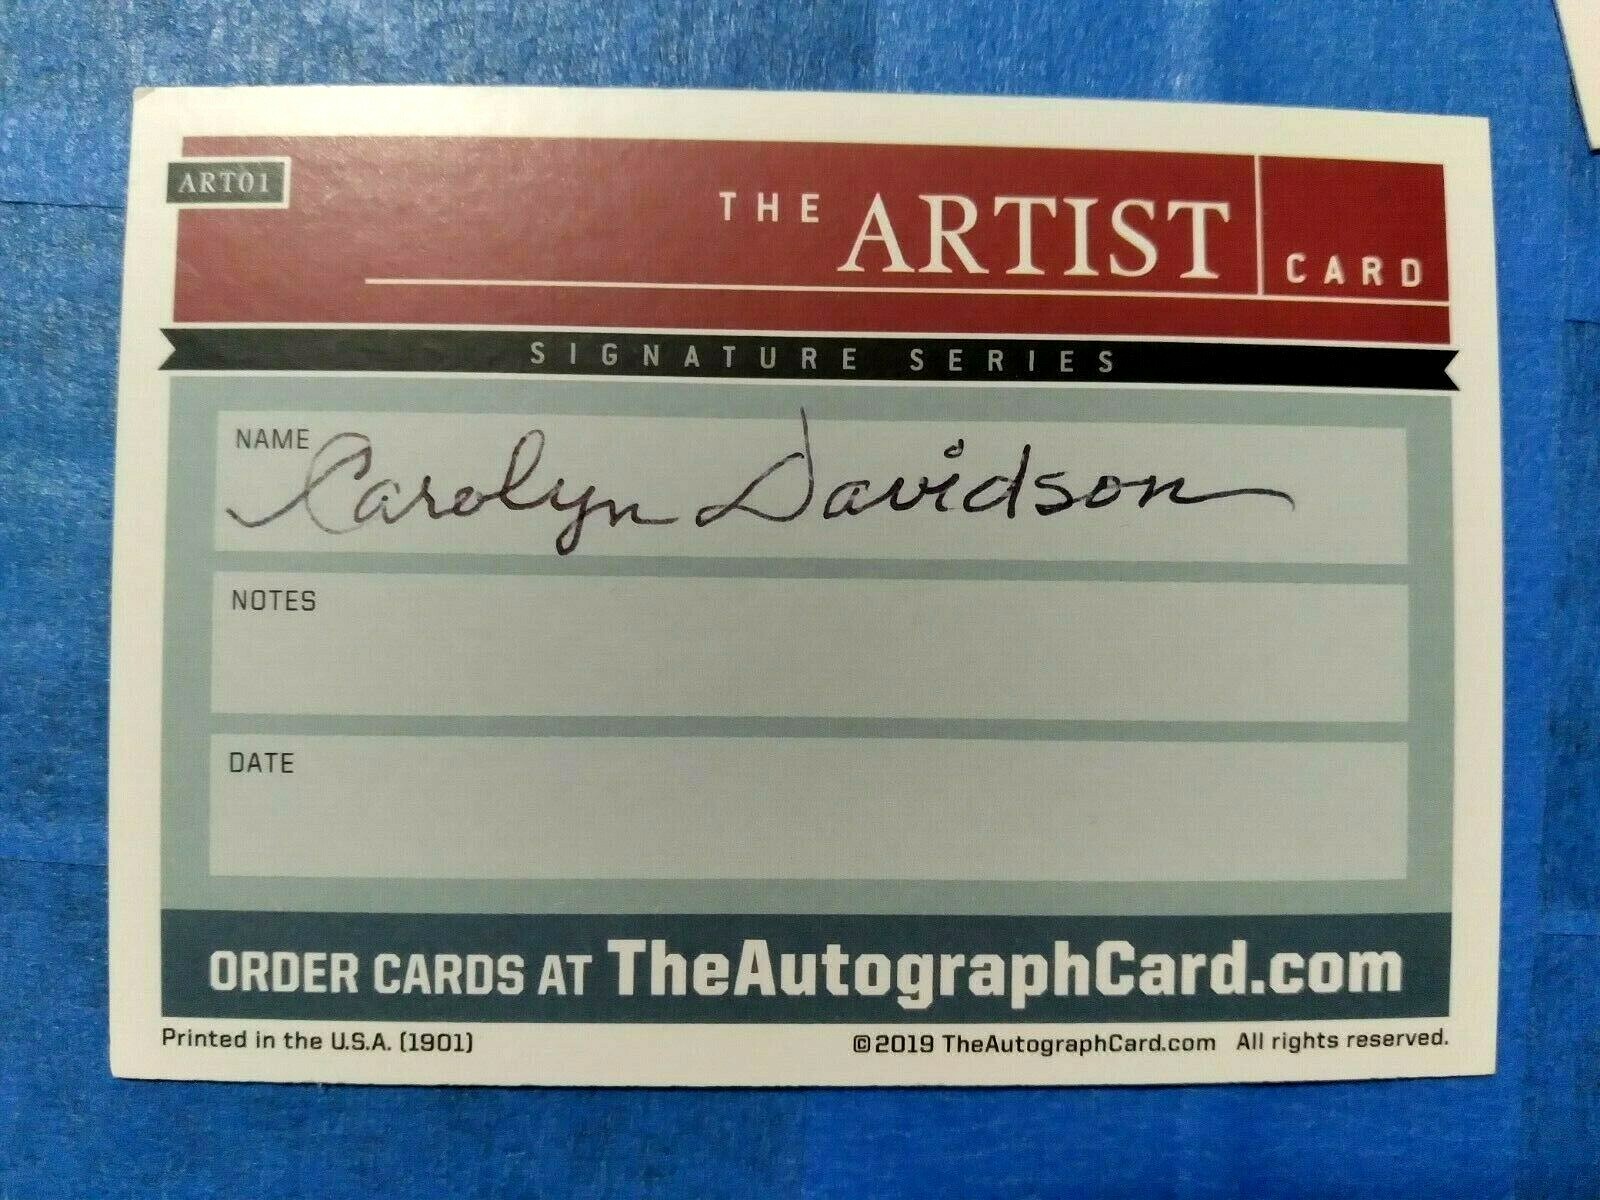 ART01
THE ARTIST CARD
SIGNATURE SERIES
NAME
Carolyn Davidson
NOTES
DATE
ORDER CARDS AT TheAutographCard.com
Printed in the U.S.A. (1901)
©2019 TheAutographCard.com All rights reserved.